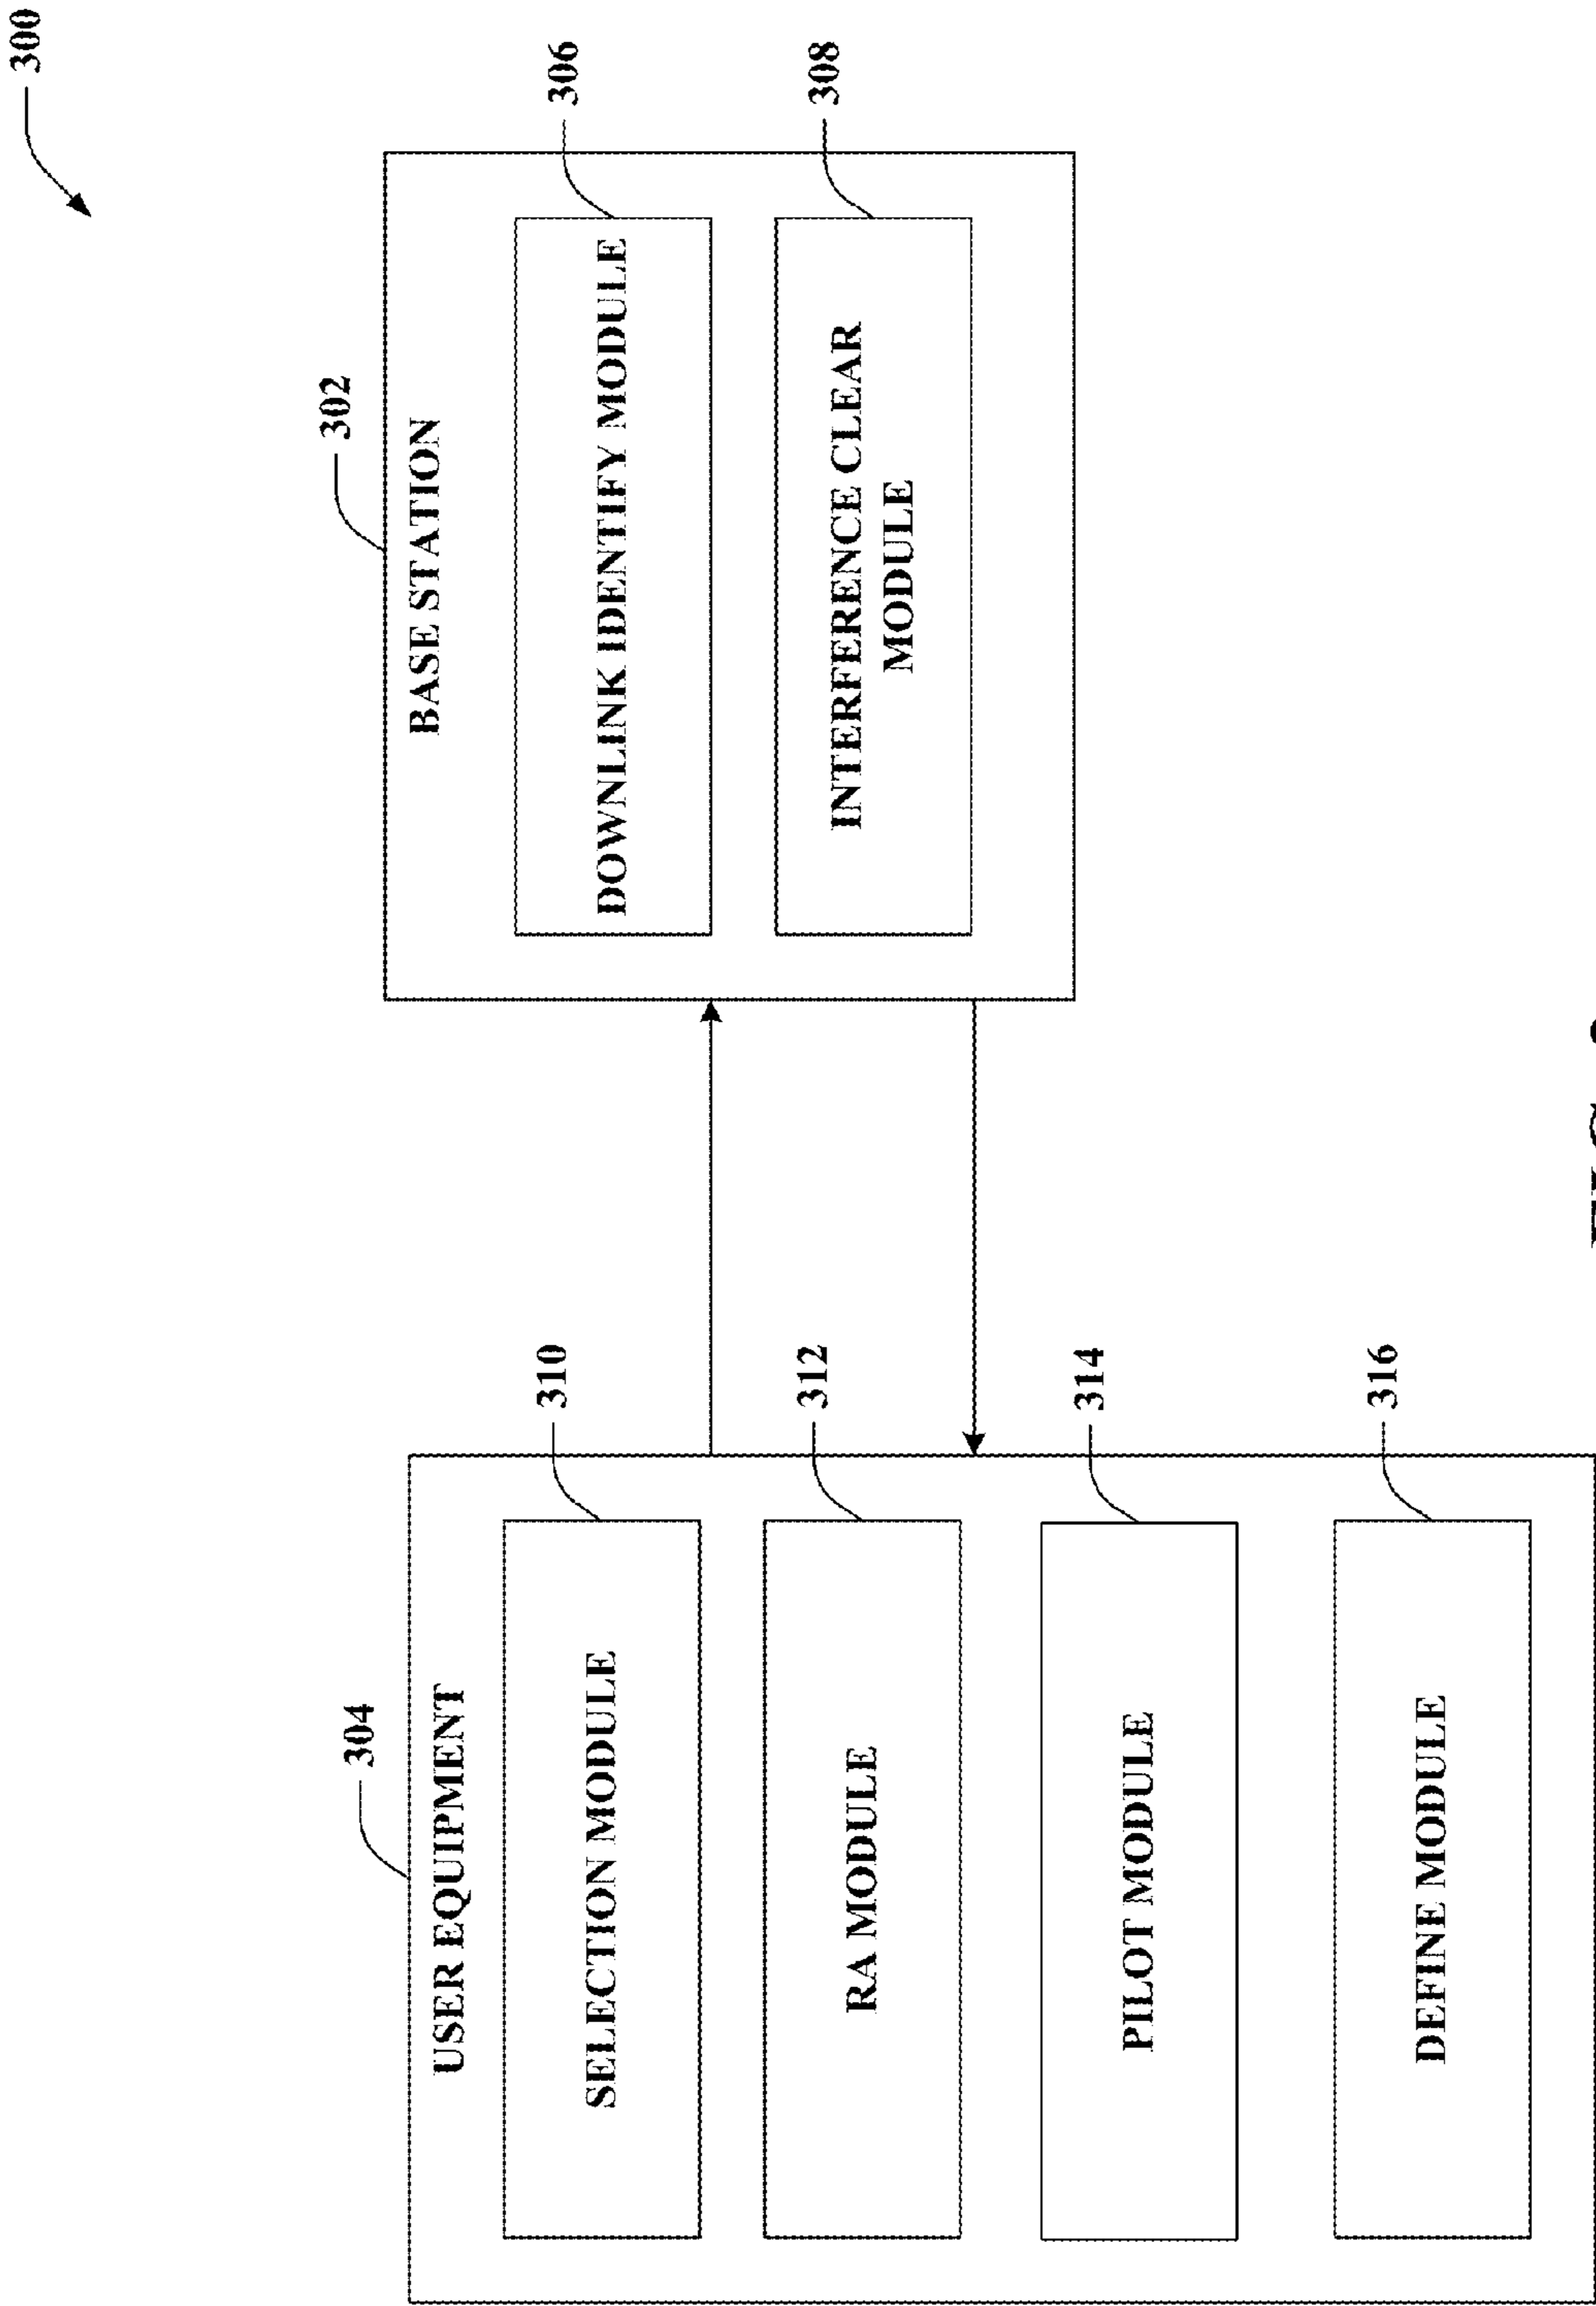 300
304
USER EQUIPMENT
310
SELECTION MODULE
312
RA MODULE
314
PILOT MODULE
316
DEFINE MODULE
302
BASE STATION
306
DOWNLINK IDENTIFY MODULE
308
INTERFERENCE CLEAR
MODULE